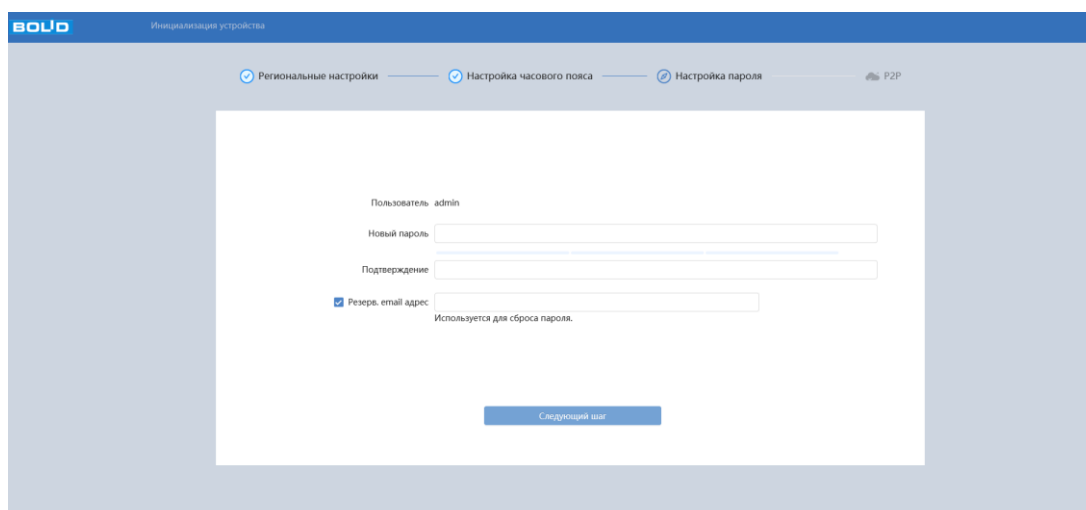 BOLID Инициализация устройства
Региональные настройки Настройка часового пояса Настройка пароля P2P
Пользователь admin
Новый пароль
Подтверждение
Резерв. email адрес
Используется для сброса пароля.
Следующий шаг